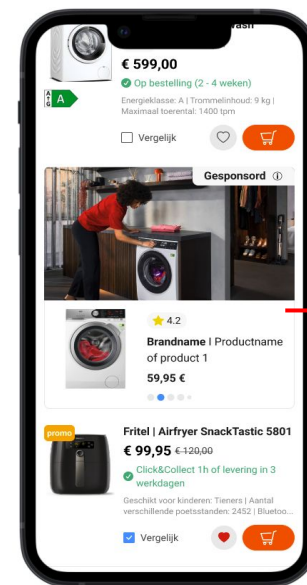 € 599,00
Op bestelling (2 - 4 weken)
A
G
A
Energieklasse: A | Trommelinhoud: 9 kg |
Maximaal toerental: 1400 tpm
Vergelijk
Gesponsord
4.2
Brandname I Productname
of product 1
59,95 €
promo
Fritel | Airfryer SnackTastic 5801
€ 99,95 € 120,00
Click&Collect 1h of levering in 3
werkdagen
Geschikt voor kinderen: Tieners | Aantal
verschillende poetsstanden: 2452 | Bluetoo...
Vergelijk